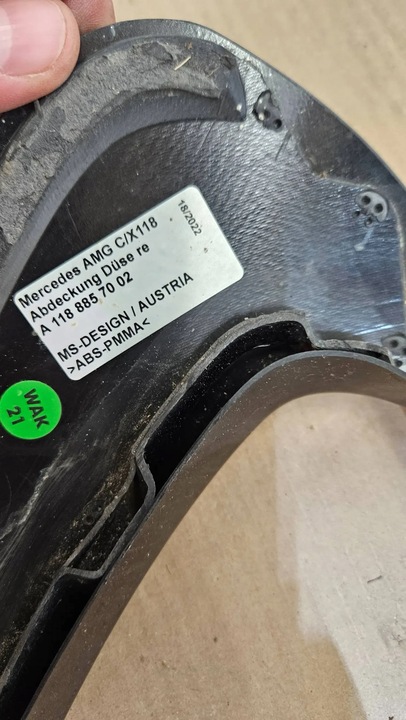 18/2022
Mercedes AMG C/X118
Abdeckung Düse re
A 118 885 70 02
MS-DESIGN / AUSTRIA
>ABS-PMMA<
WAK
21